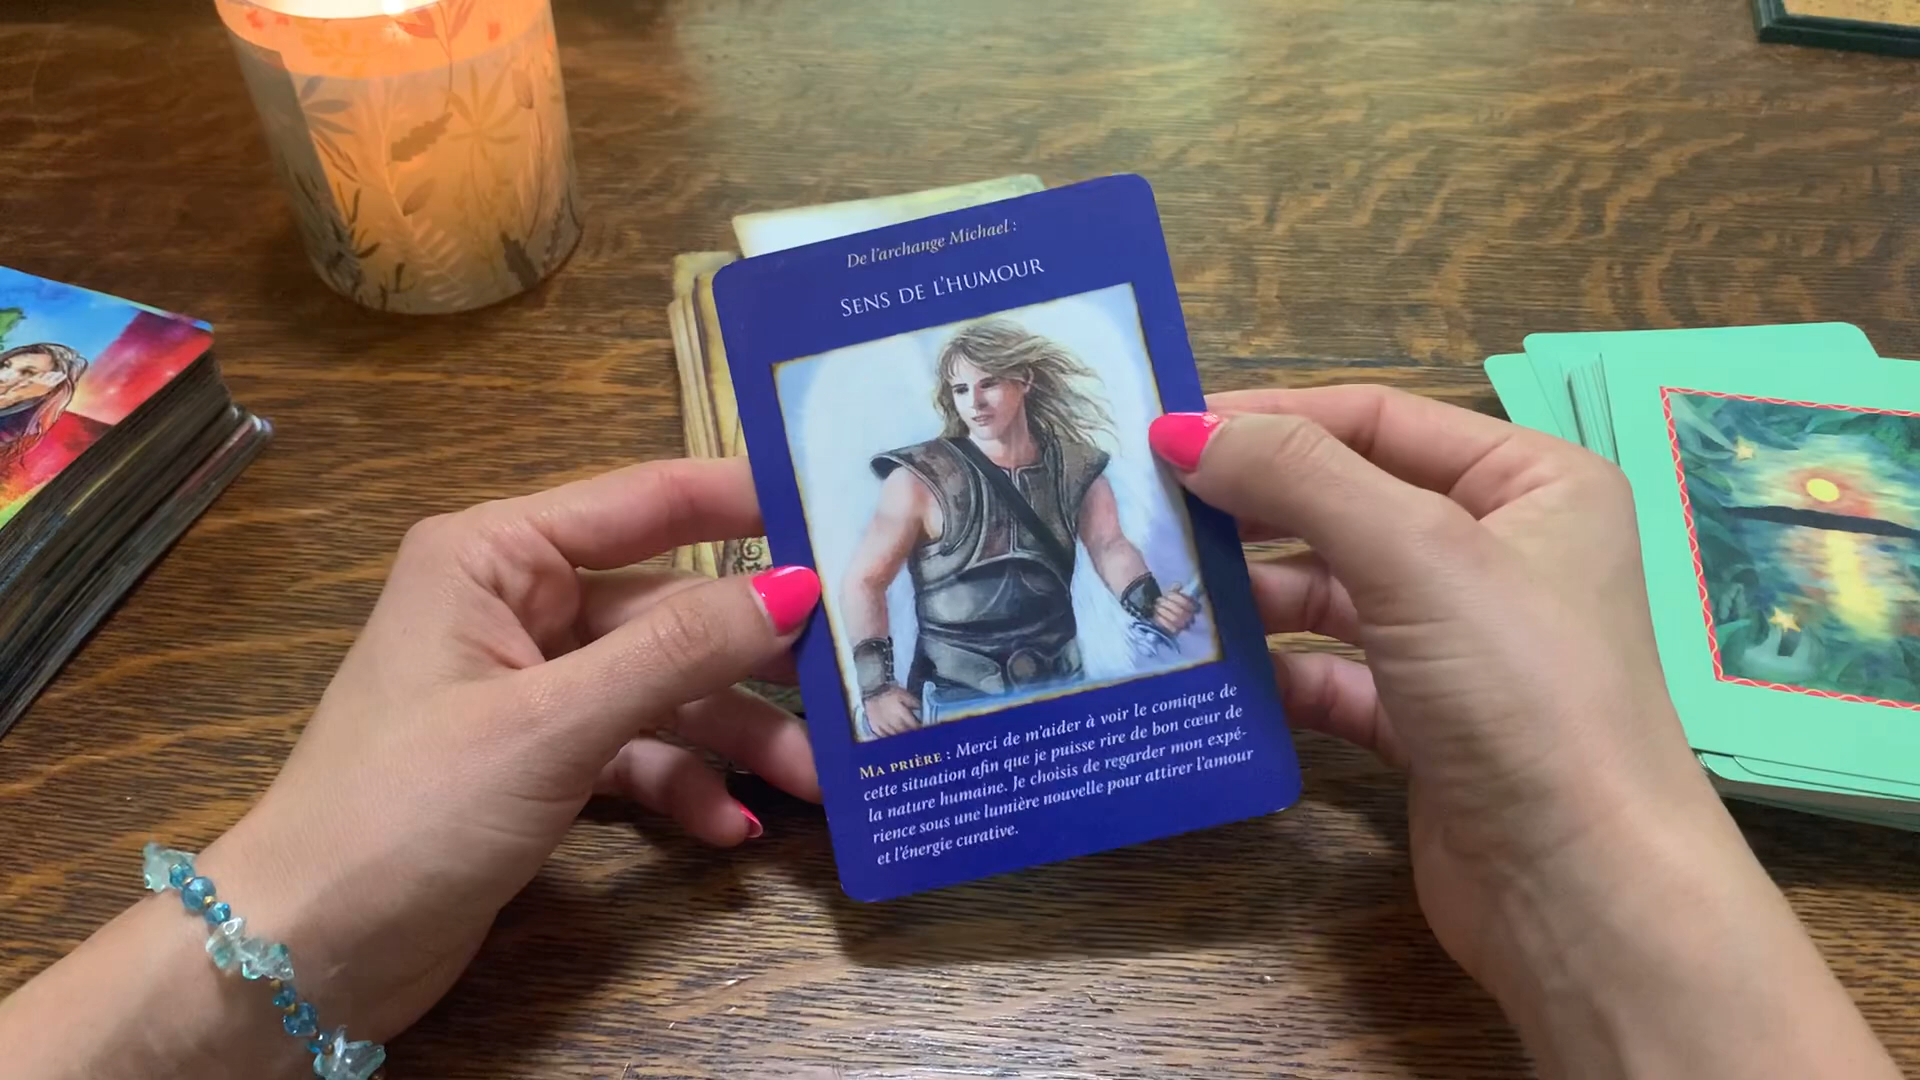 De l'archange Michael :
SENS DE L'HUMOUR
MA PRIÈRE : Merci de m'aider à voir le comique de
cette situation afin que je puisse rire de bon cœur de
la nature humaine. Je choisis de regarder mon expé-
rience sous une lumière nouvelle pour attirer l'amour
et l'énergie curative.